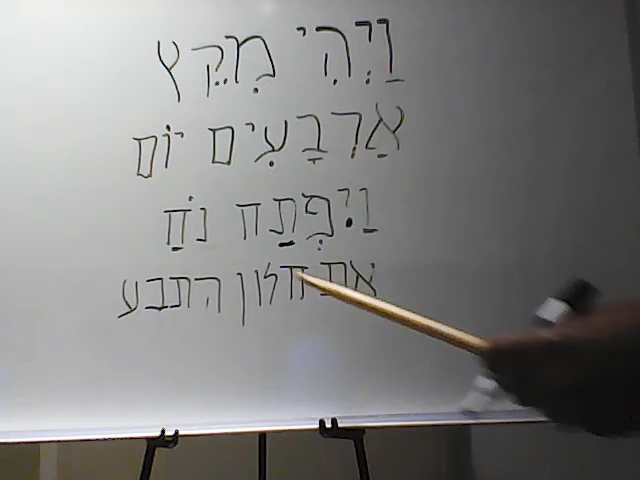 וַיְהִי מִקֵץ
אַרְבָעִים יוֹם
וַיִפְתַח נֹחַ
את חלון התבע